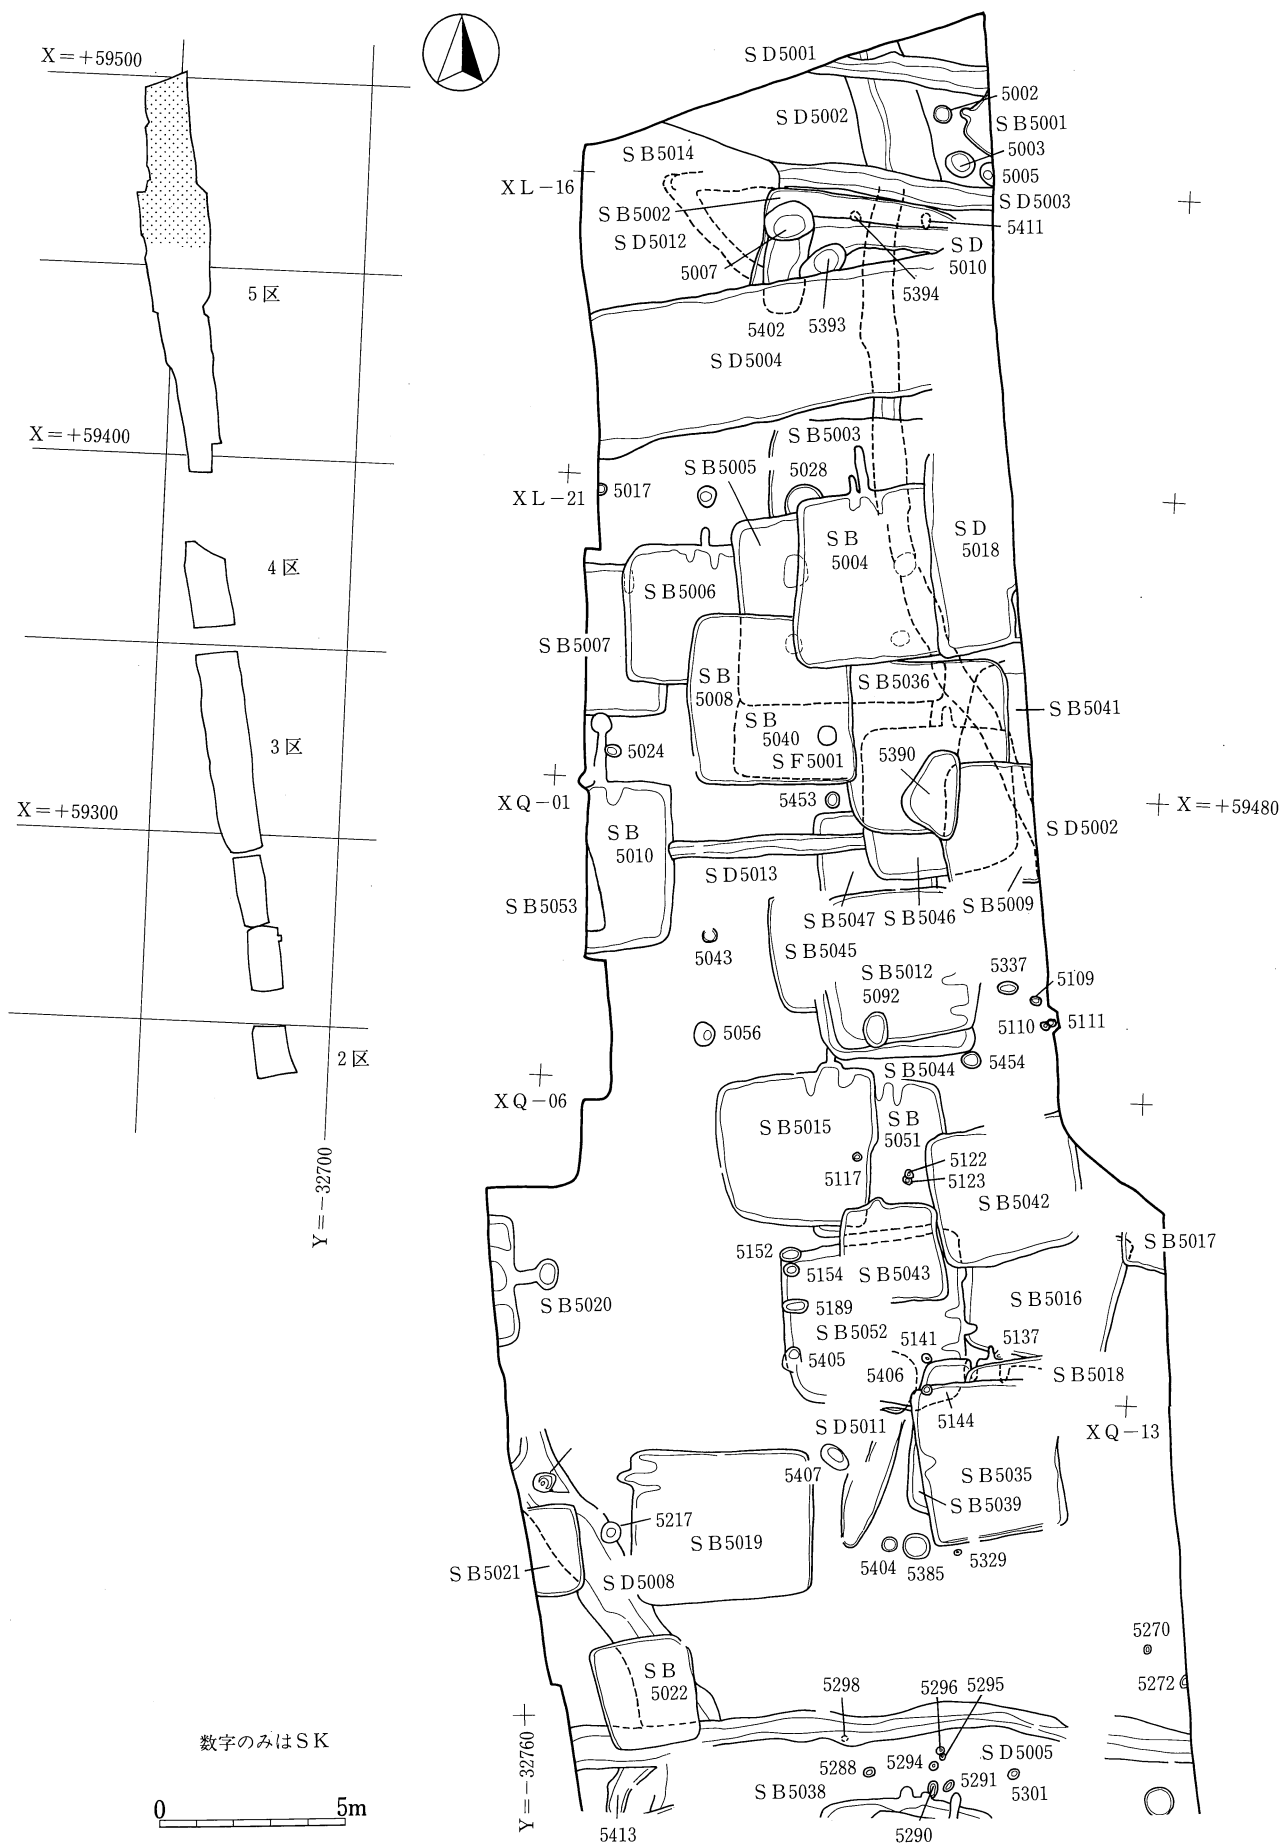 X=+59500
5区
X=+59400
4区
3区
X=+59300
2区
Y=-32700
数字のみはSK
0 5m
SD5001
5002
SD5002
SB5001
5003
5005
SB5014
XL-16
SD5003
SB5002
5411
SD5012
SD
5010
5007
5394
5402
5393
SD5004
SB5003
SB5005
5028
5017
XL-21
SB
5004
SD
5018
SB5006
SB5007
SB
5008
SB5036
SB5041
SB
5040
5024
SF5001
5390
XQ-01
5453
X=+59480
SB
5010
SD5002
SD5013
SB5053
SB5047
SB5046
SB5009
5043
SB5045
SB5012
5092
5337
5109
5110
5111
5056
SB5044
5454
XQ-06
SB5015
SB
5051
5117
5122
5123
SB5042
5152
SB5017
5154
SB5043
SB5020
5189
SB5016
SB5052
5141
5137
5405
5406
SB5018
5144
SD5011
XQ-13
5407
SB5035
SB5039
5217
SB5019
SB5021
5404
5385
5329
SD5008
5270
SB
5022
5298
5296
5295
5272
Y=-32760
5294
SD5005
5288
5291
5301
SB5038
5413
5290